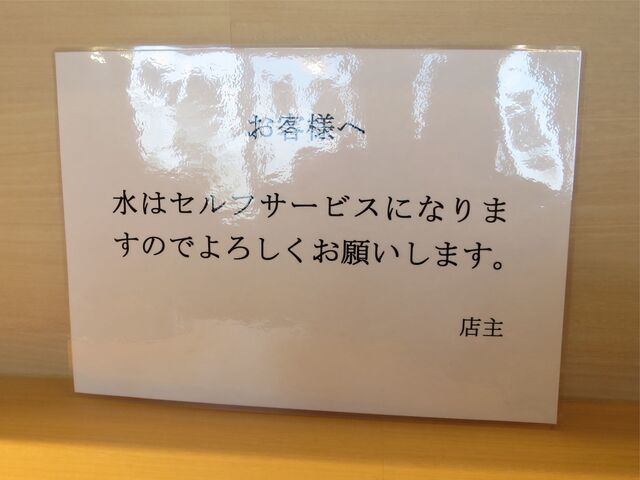 お客様へ
水はセルフサービスになりま
すのでよろしくお願いします。
店主